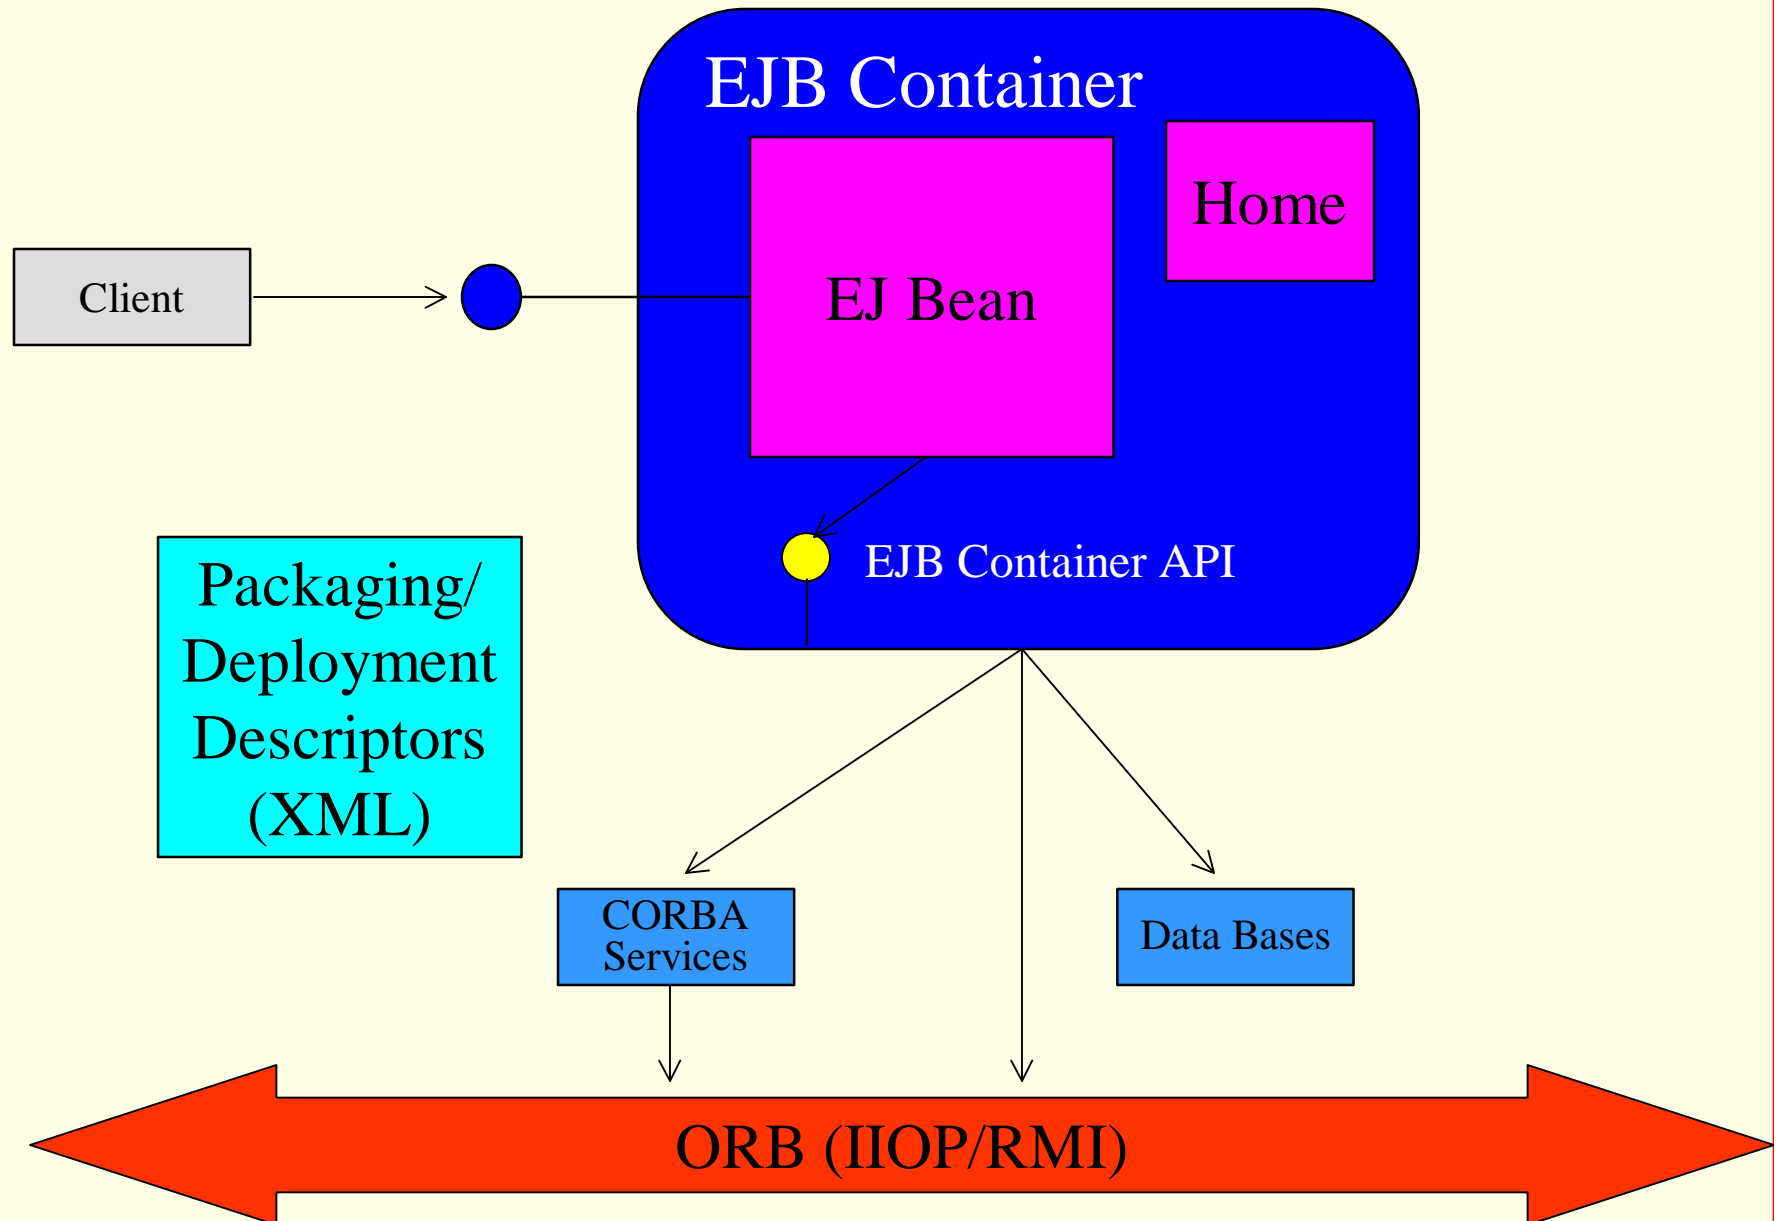 EJB Container
Home
EJ Bean
Client
EJB Container API
Packaging/
Deployment
Descriptors
(XML)
CORBA
Services
Data Bases
ORB (IIOP/RMI)